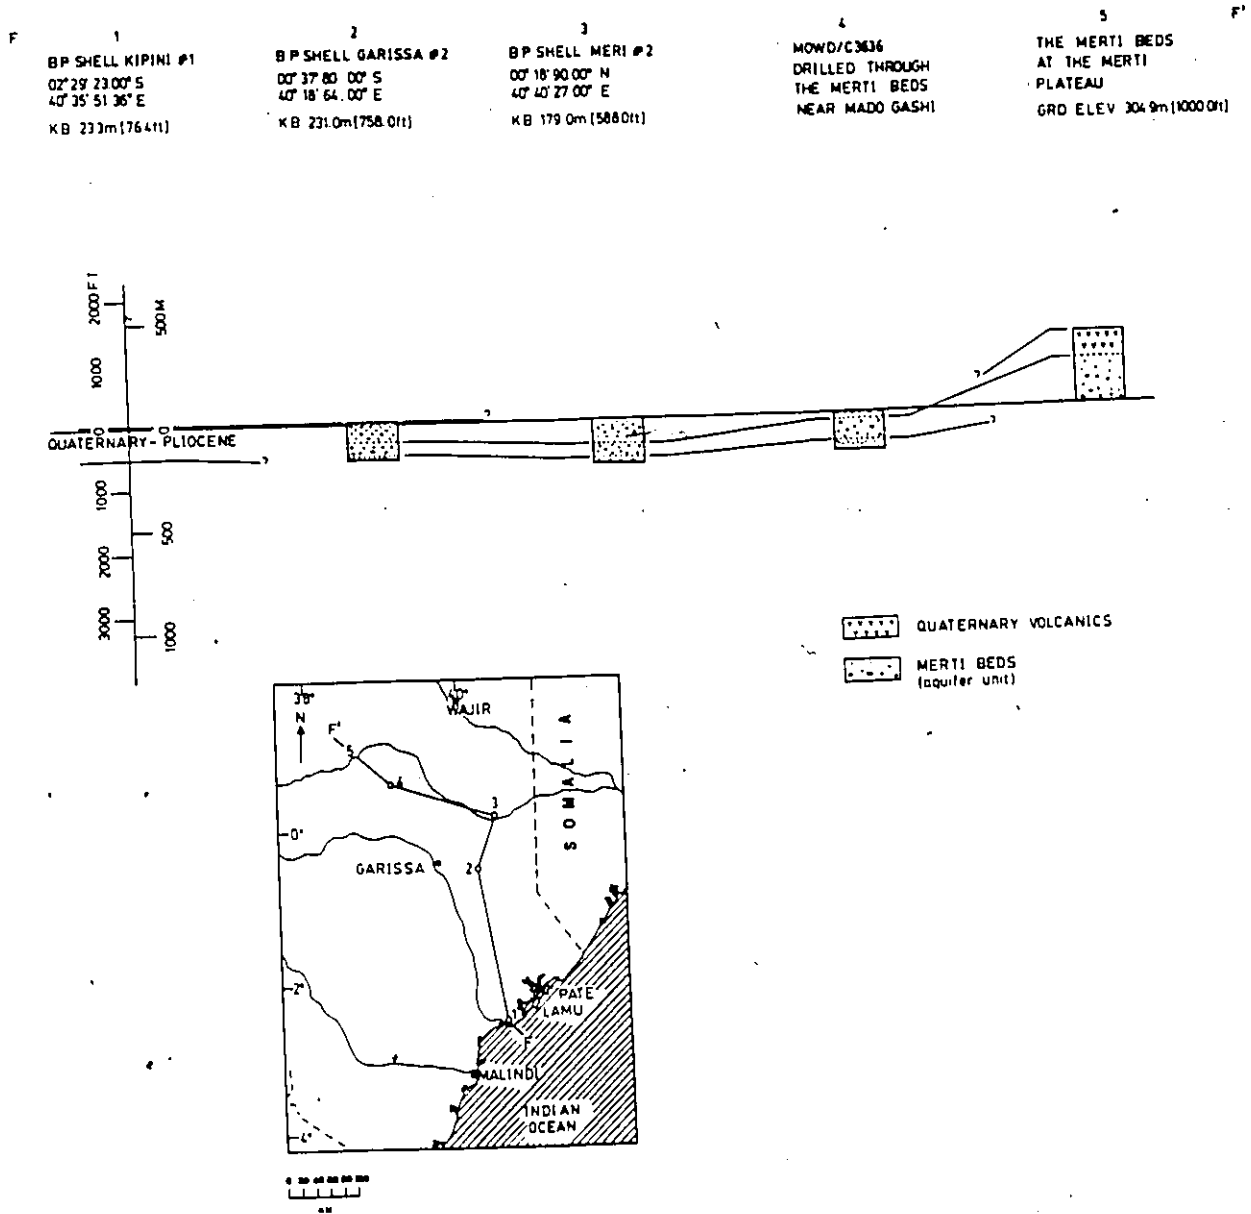 F
1
BP SHELL KIPINI #1
02° 29' 23.00" S
40° 35' 51 36" E
KB 233m [764ft]
2
BP SHELL GARISSA #2
00° 37' 80 00" S
40° 18' 64.00" E
KB 231.0m [758.0ft]
3
BP SHELL MERI #2
00° 18' 90.00" N
40° 40' 27 00" E
KB 179 0m [588 0ft]
4
MOWD/C3636
DRILLED THROUGH
THE MERTI BEDS
NEAR MADO GASHI
5
F'
THE MERTI BEDS
AT THE MERTI
PLATEAU
GRD ELEV 304 9m [1000 0ft]
2000 FT
500 M
1000
0
0
QUATERNARY - PLIOCENE
?
?
?
?
1000
500
2000
3000
1000
QUATERNARY VOLCANICS
MERTI BEDS
(aquifer unit)
38°
40°
N
WAJIR
F'
5
4
3
SOMALIA
0°
GARISSA
2
2°
1
PATE
LAMU
F
MALINDI
INDIAN
OCEAN
4°